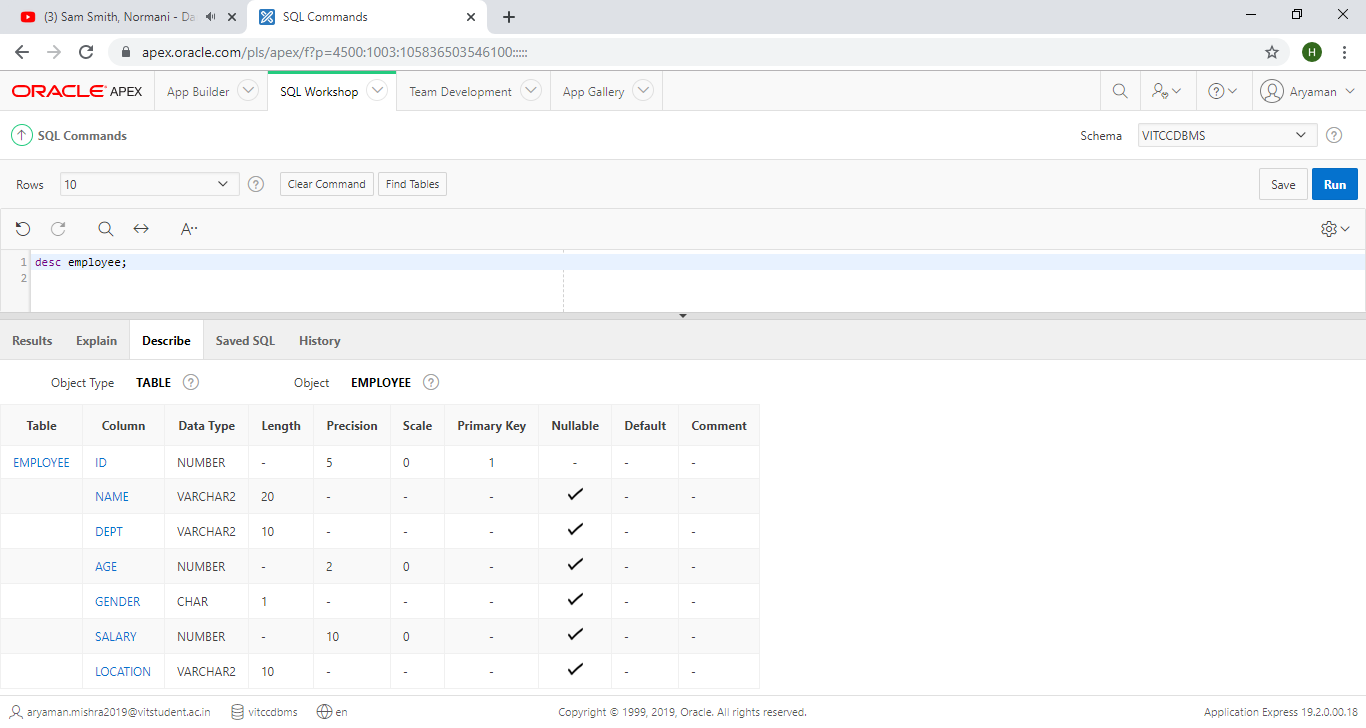 (3) Sam Smith, Normani - Da
SQL Commands
apex.oracle.com/pls/apex/f?p=4500:1003:105836503546100:::::
H
ORACLE APEX
App Builder
SQL Workshop
Team Development
App Gallery
Aryaman
SQL Commands
Schema VITCCDBMS
Rows 10 Clear Command Find Tables Save Run
1 desc employee;
2
Results Explain Describe Saved SQL History
Object Type TABLE Object EMPLOYEE
Table Column Data Type Length Precision Scale Primary Key Nullable Default Comment
EMPLOYEE ID NUMBER - 5 0 1 - - -
NAME VARCHAR2 20 - - - ✓ - -
DEPT VARCHAR2 10 - - - ✓ - -
AGE NUMBER - 2 0 - ✓ - -
GENDER CHAR 1 - - - ✓ - -
SALARY NUMBER - 10 0 - ✓ - -
LOCATION VARCHAR2 10 - - - ✓ - -
aryaman.mishra2019@vitstudent.ac.in vitccdbms en Copyright © 1999, 2019, Oracle. All rights reserved. Application Express 19.2.0.00.18